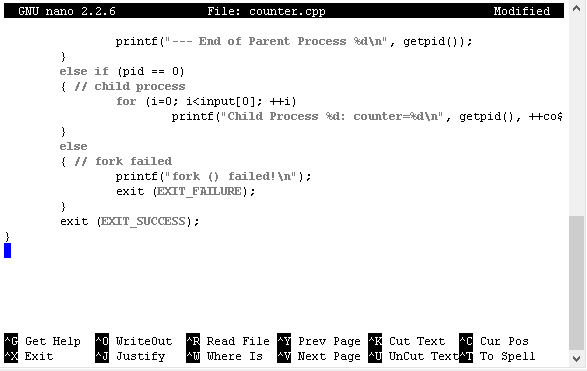 GNU nano 2.2.6 File: counter.cpp Modified
printf("--- End of Parent Process %d\n", getpid());
}
else if (pid == 0)
{ // child process
for (i=0; i<input[0]; ++i)
printf("Child Process %d: counter=%d\n", getpid(), ++co$
}
else
{ // fork failed
printf("fork () failed!\n");
exit (EXIT_FAILURE);
}
exit (EXIT_SUCCESS);
}
^G Get Help ^O WriteOut ^R Read File ^Y Prev Page ^K Cut Text ^C Cur Pos
^X Exit ^J Justify ^W Where Is ^V Next Page ^U UnCut Text ^T To Spell